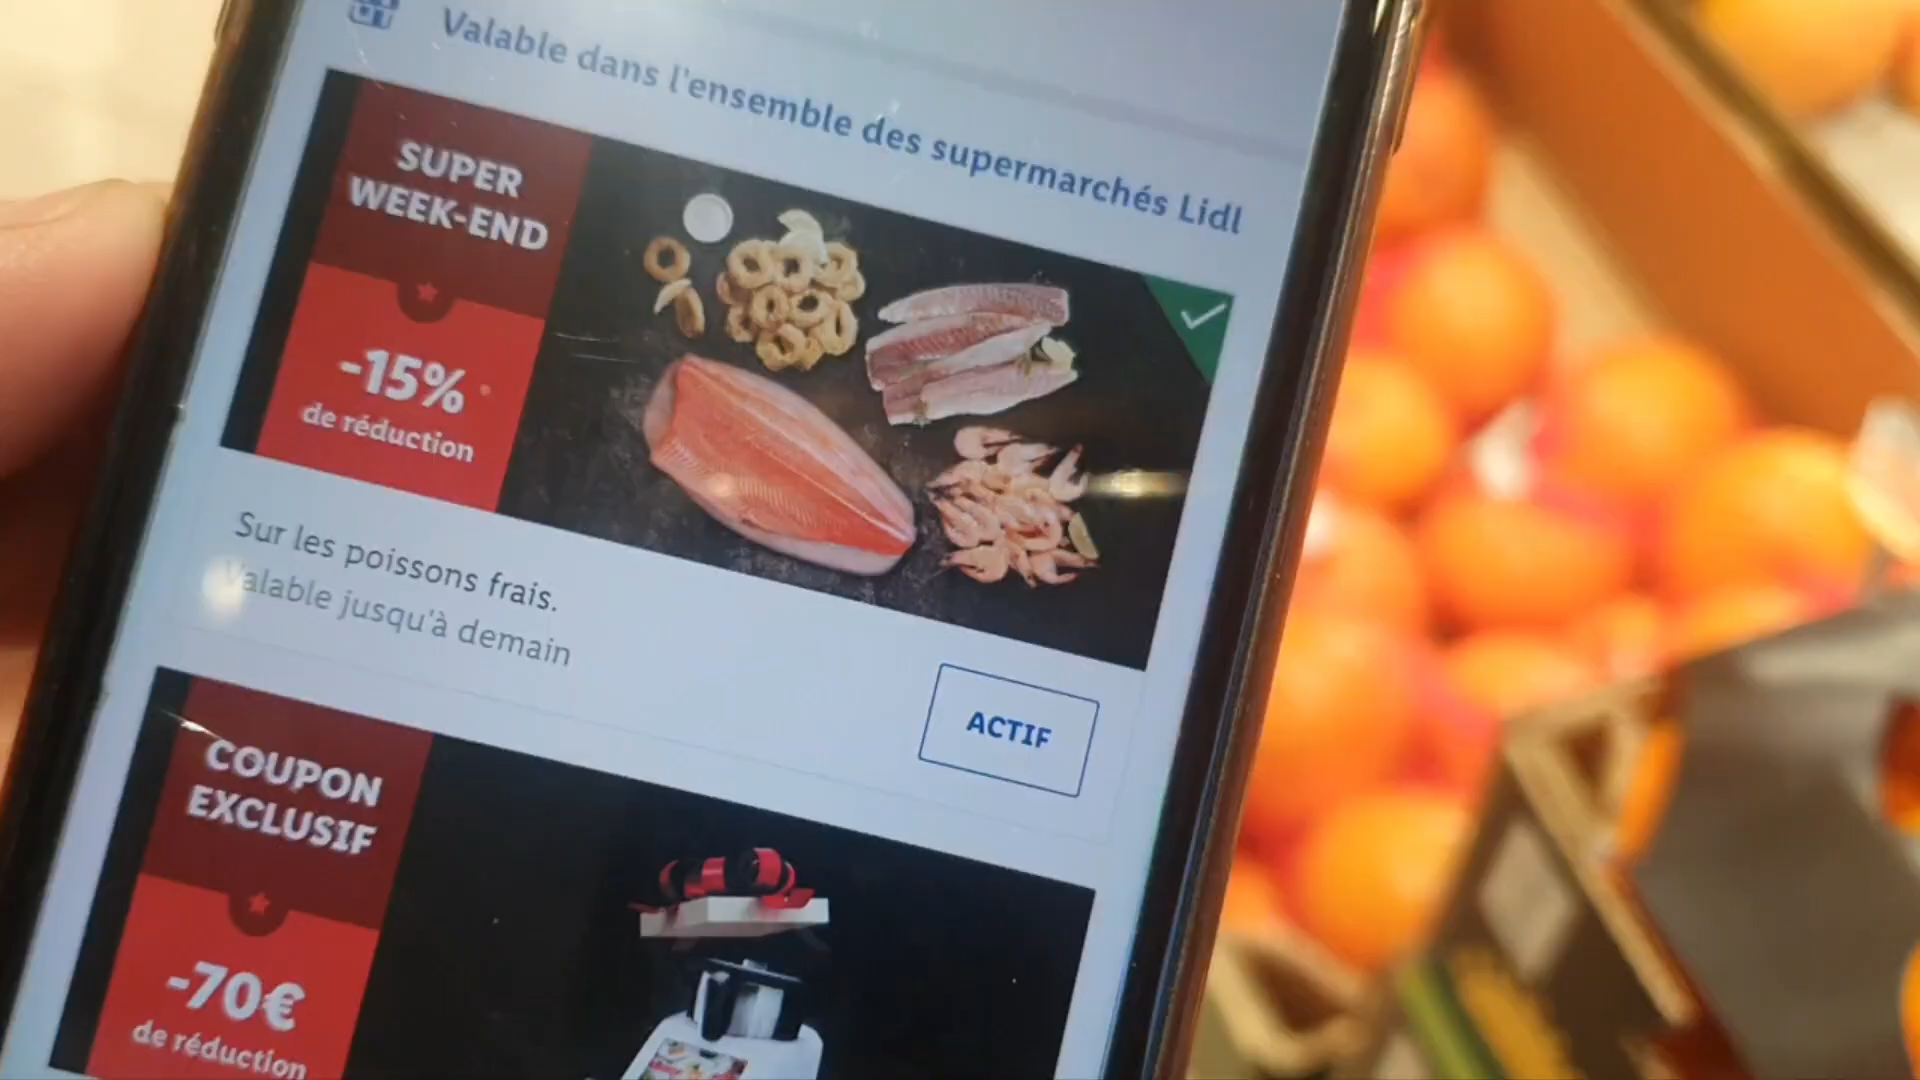 Valable dans l'ensemble des supermarchés Lidl
SUPER
WEEK-END
-15%
de réduction
Sur les poissons frais.
Valable jusqu'à demain
ACTIF
COUPON
EXCLUSIF
-70€
de réduction